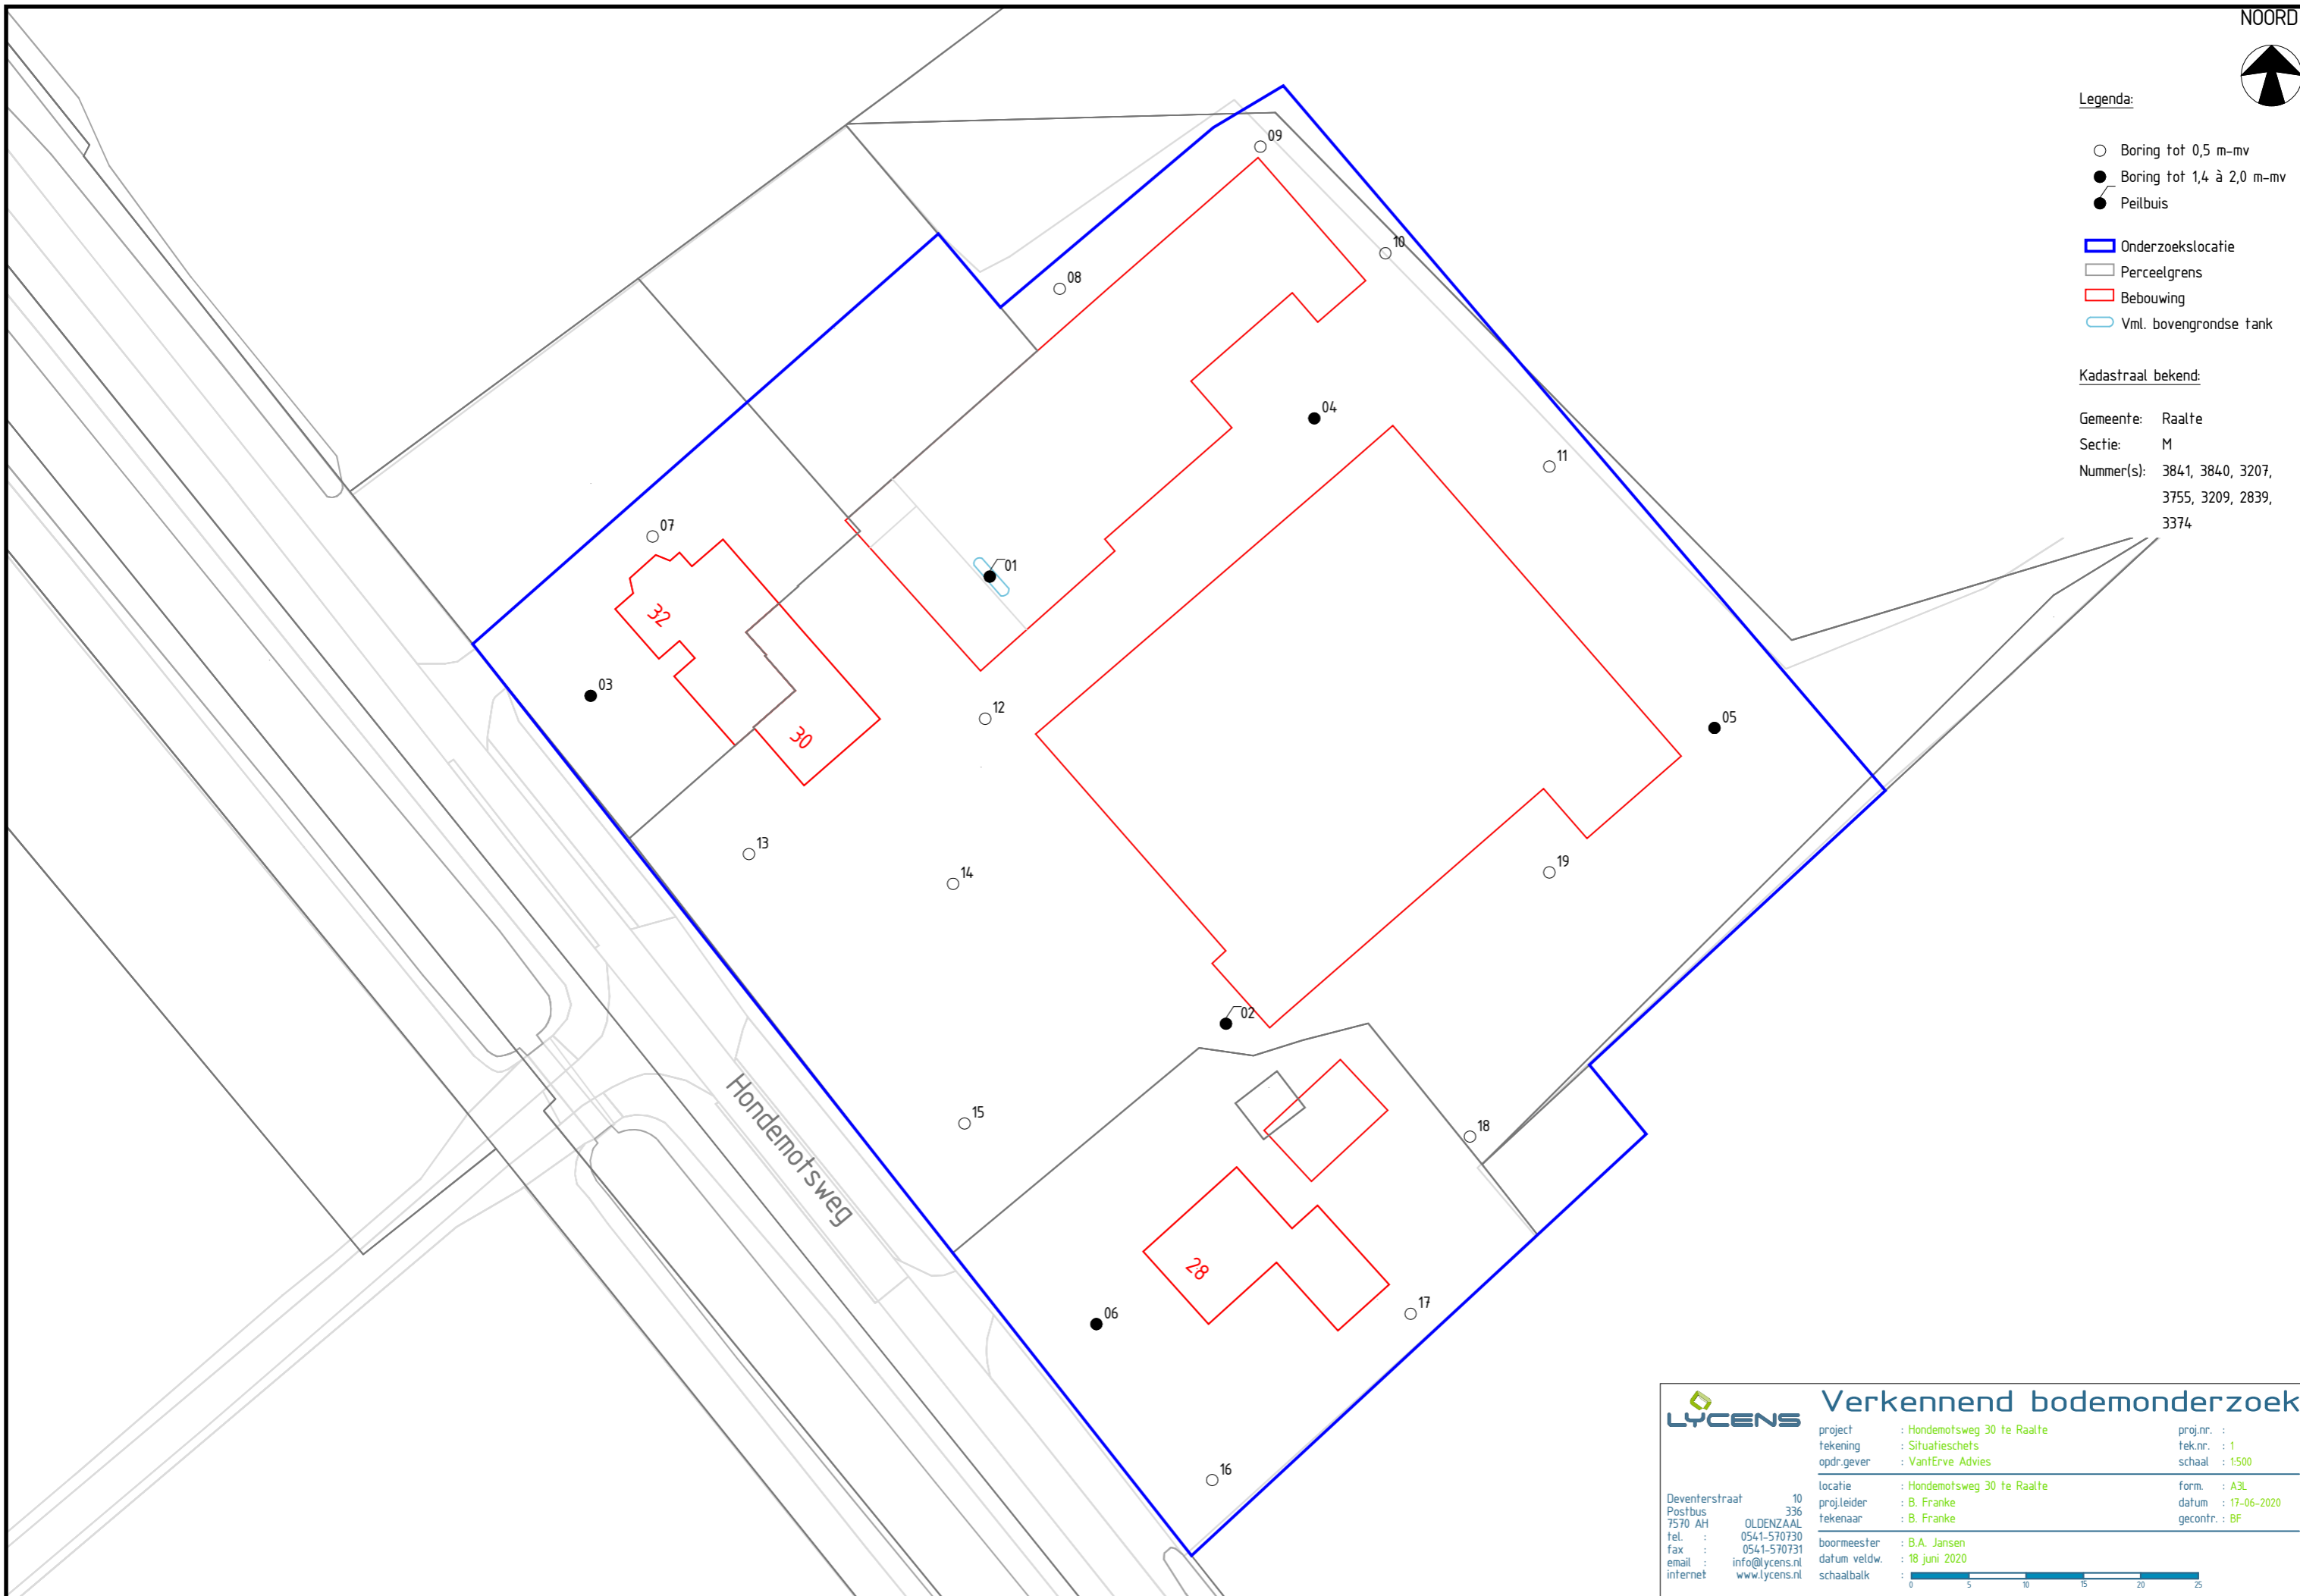 NOORD
Legenda:
Boring tot 0,5 m-mv
Boring tot 1,4 à 2,0 m-mv
Peilbuis
Onderzoekslocatie
Perceelgrens
Bebouwing
Vml. bovengrondse tank
Kadastraal bekend:
Gemeente: Raalte
Sectie: M
Nummer(s): 3841, 3840, 3207,
3755, 3209, 2839,
3374
09
10
08
04
11
07
01
32
03
12
05
30
13
14
19
02
Hondemotsweg
15
18
28
06
17
16
LYCENS
Verkennend bodemonderzoek
project : Hondemotsweg 30 te Raalte proj.nr. :
tekening : Situatieschets tek.nr. : 1
opdr.gever : VantErve Advies schaal : 1:500
locatie : Hondemotsweg 30 te Raalte form. : A3L
proj.leider : B. Franke datum : 17-06-2020
tekenaar : B. Franke gecontr. : BF
boormeester : B.A. Jansen
datum veldw. : 18 juni 2020
schaalbalk :
0 5 10 15 20 25
Deventerstraat 10
Postbus 336
7570 AH OLDENZAAL
tel. : 0541-570730
fax : 0541-570731
email : info@lycens.nl
internet www.lycens.nl